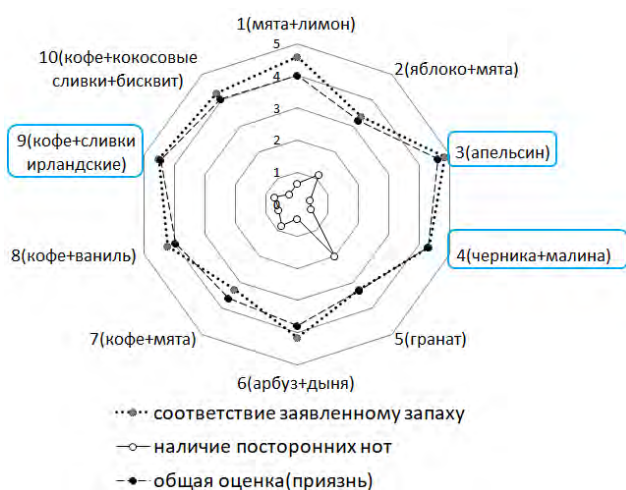 1(мята+лимон)
2(яблоко+мята)
3(апельсин)
4(черника+малина)
5(гранат)
6(арбуз+дыня)
7(кофе+мята)
8(кофе+ваниль)
9(кофе+сливки
ирландские)
10(кофе+кокосовые
сливки+бисквит)
5
4
3
2
1
соответствие заявленному запаху
наличие посторонних нот
общая оценка(приязнь)